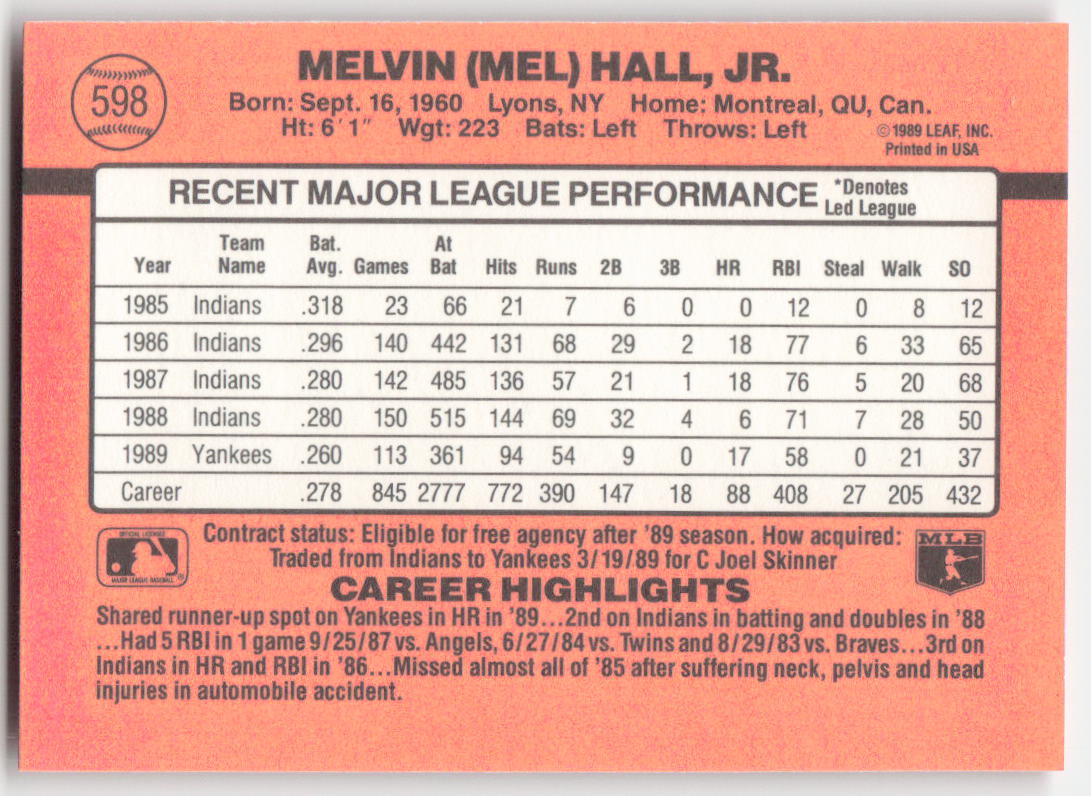 MELVIN (MEL) HALL, JR.
598
Born: Sept. 16, 1960 Lyons, NY Home: Montreal, QU, Can.
Ht: 6´1˝ Wgt: 223 Bats: Left Throws: Left
©1989 LEAF, INC.
Printed in USA
RECENT MAJOR LEAGUE PERFORMANCE *Denotes
Led League
Year Team Name Bat. Avg. Games At Bat Hits Runs 2B 3B HR RBI Steal Walk SO
1985 Indians .318 23 66 21 7 6 0 0 12 0 8 12
1986 Indians .296 140 442 131 68 29 2 18 77 6 33 65
1987 Indians .280 142 485 136 57 21 1 18 76 5 20 68
1988 Indians .280 150 515 144 69 32 4 6 71 7 28 50
1989 Yankees .260 113 361 94 54 9 0 17 58 0 21 37
Career .278 845 2777 772 390 147 18 88 408 27 205 432
OFFICIAL LICENSEE
MAJOR LEAGUE BASEBALL
Contract status: Eligible for free agency after '89 season. How acquired:
Traded from Indians to Yankees 3/19/89 for C Joel Skinner
MLB
CAREER HIGHLIGHTS
Shared runner-up spot on Yankees in HR in '89...2nd on Indians in batting and doubles in '88
...Had 5 RBI in 1 game 9/25/87 vs. Angels, 6/27/84 vs. Twins and 8/29/83 vs. Braves...3rd on
Indians in HR and RBI in '86...Missed almost all of '85 after suffering neck, pelvis and head
injuries in automobile accident.